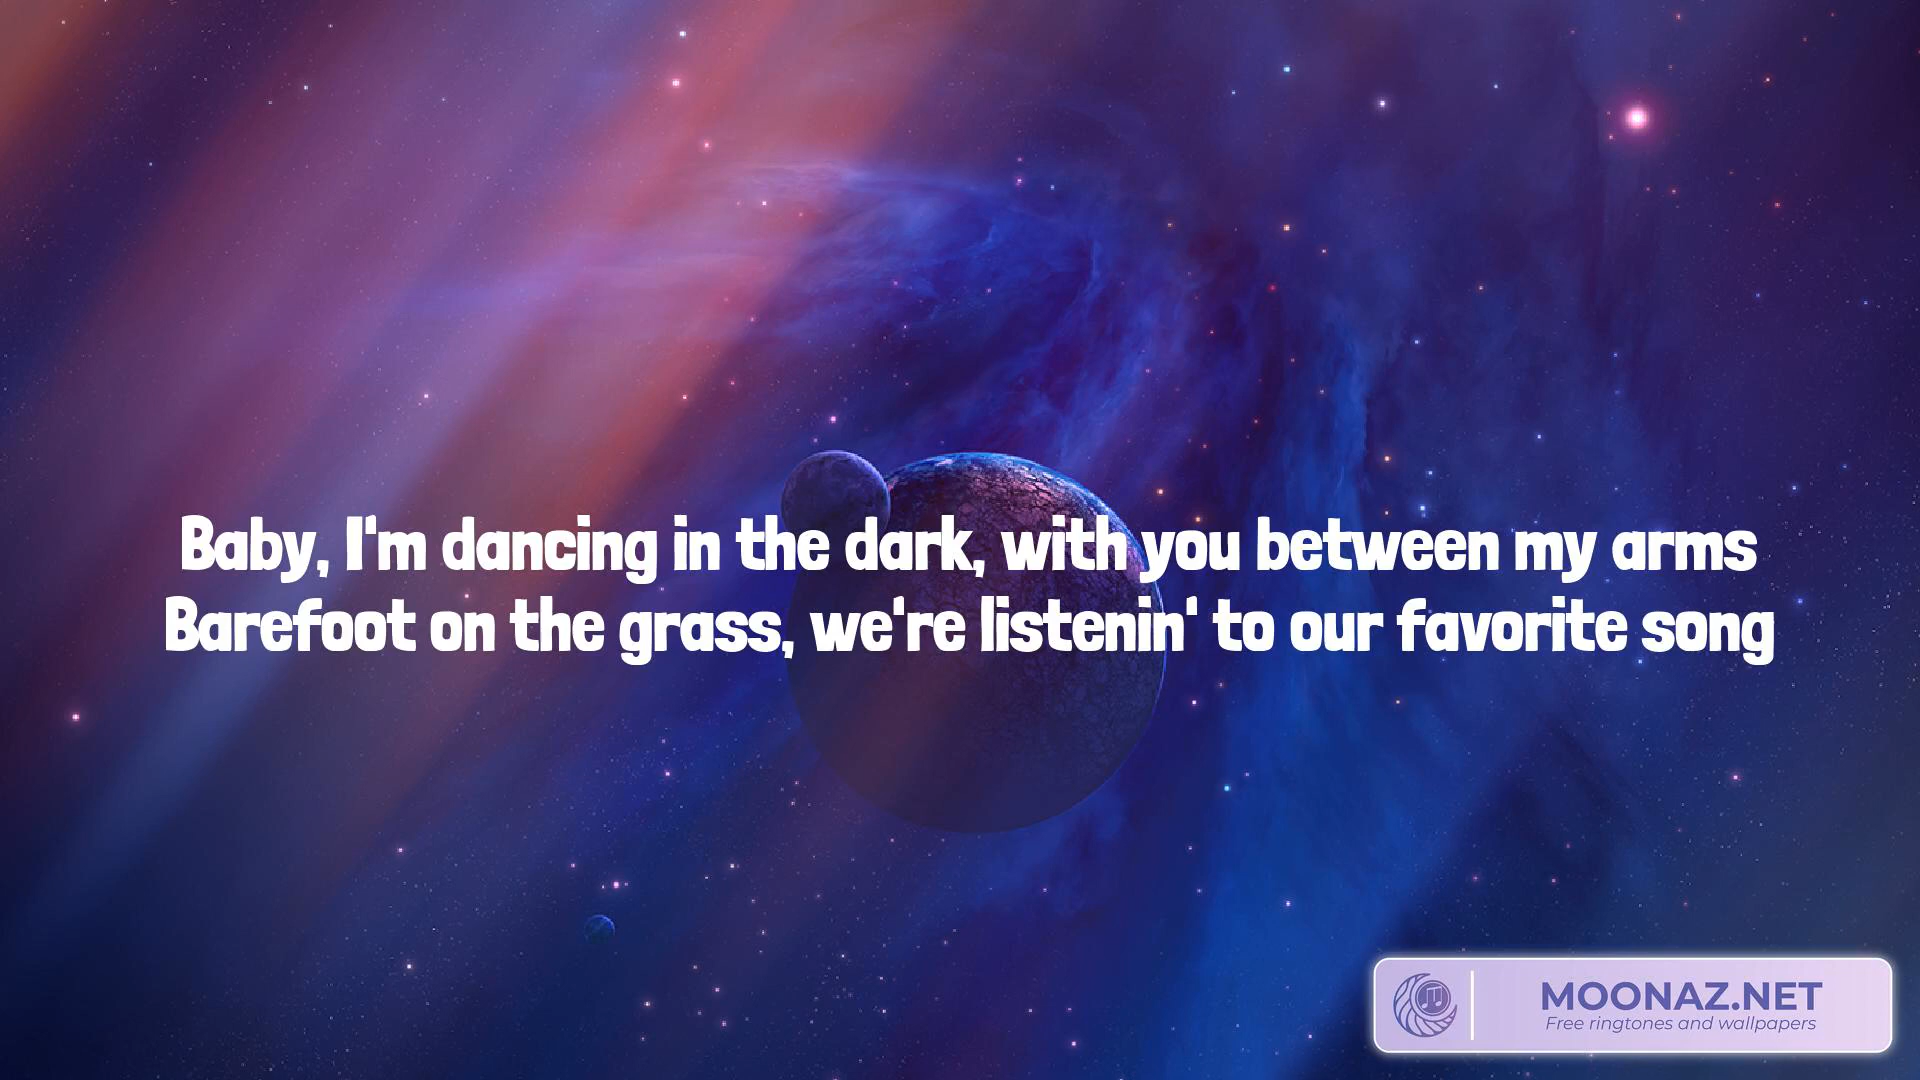 Baby, I'm dancing in the dark, with you between my arms
Barefoot on the grass, we're listenin' to our favorite song
MOONAZ.NET
Free ringtones and wallpapers